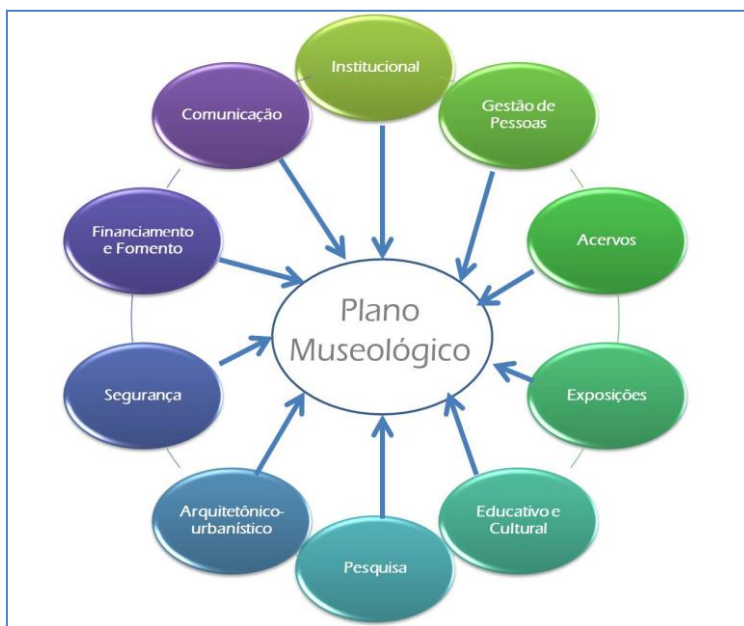 Institucional
Gestão de
Pessoas
Acervos
Exposições
Educativo e
Cultural
Pesquisa
Arquitetônico-
urbanístico
Segurança
Financiamento
e Fomento
Comunicação
Plano
Museológico